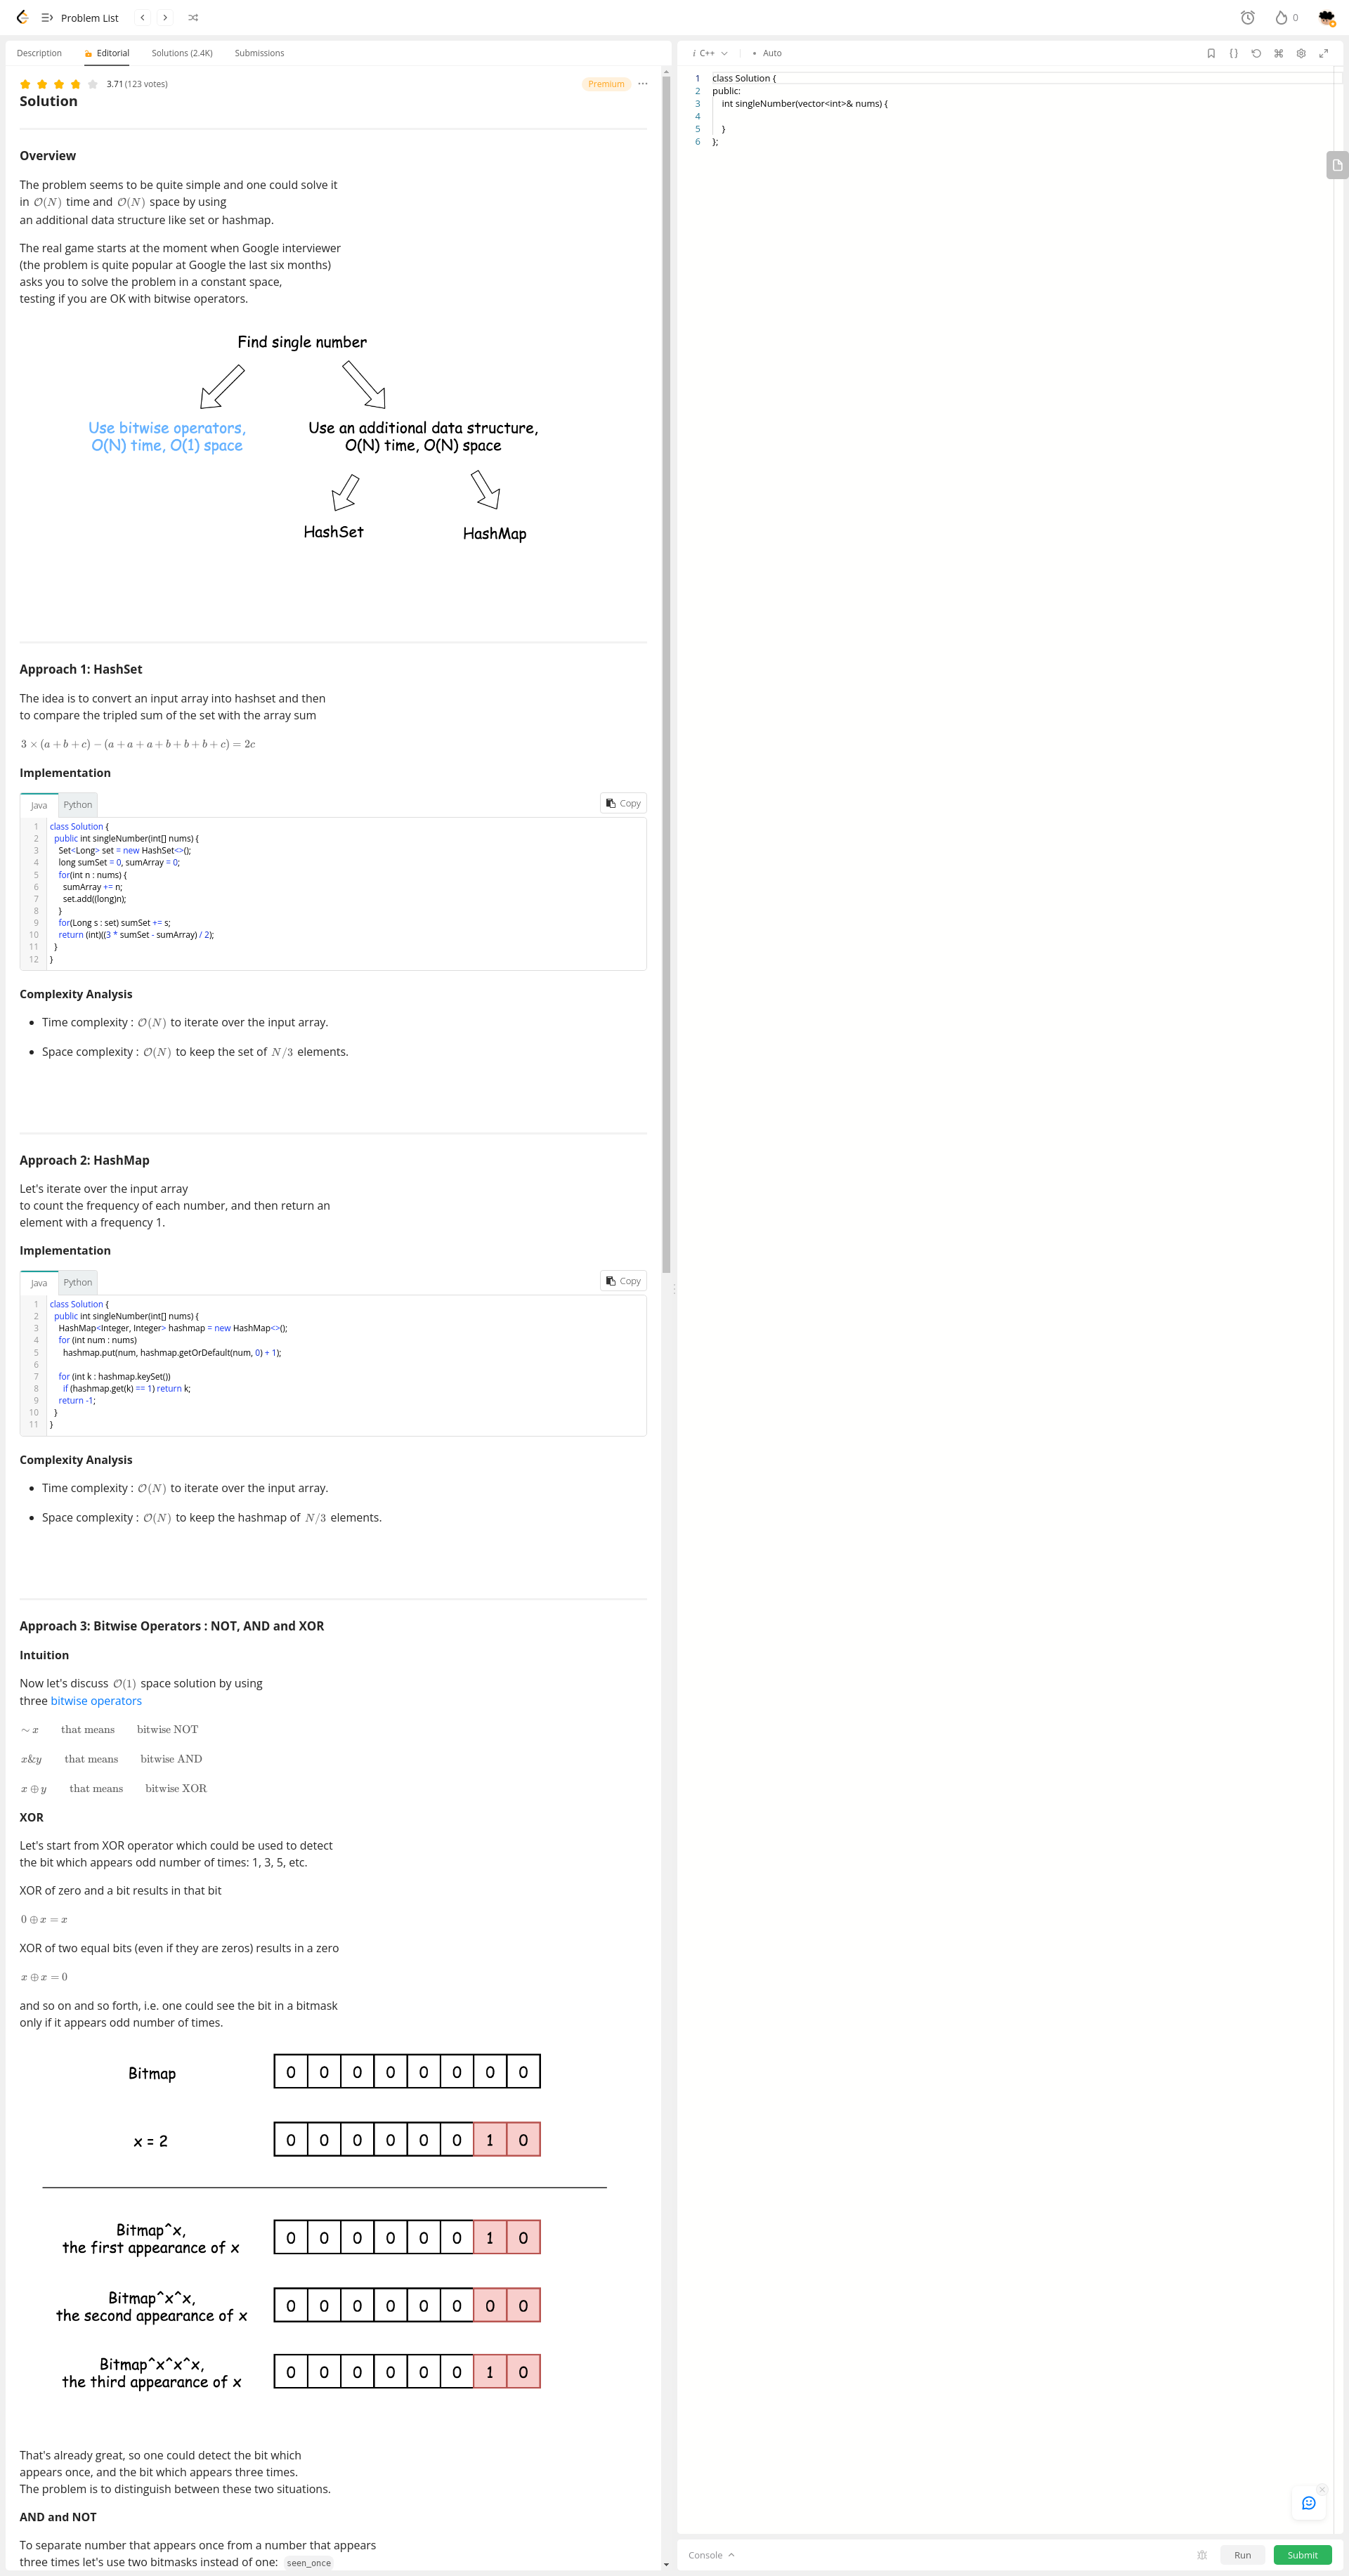 Problem List
0
Description Editorial Solutions (2.4K) Submissions
3.71 (123 votes) Premium
Solution
Overview
The problem seems to be quite simple and one could solve it
in O(N) time and O(N) space by using
an additional data structure like set or hashmap.
The real game starts at the moment when Google interviewer
(the problem is quite popular at Google the last six months)
asks you to solve the problem in a constant space,
testing if you are OK with bitwise operators.
Find single number
Use bitwise operators,
O(N) time, O(1) space
Use an additional data structure,
O(N) time, O(N) space
HashSet
HashMap
Approach 1: HashSet
The idea is to convert an input array into hashset and then
to compare the tripled sum of the set with the array sum
3 × (a + b + c) − (a + a + a + b + b + b + c) = 2c
Implementation
Java Python Copy
1 class Solution {
2 public int singleNumber(int[] nums) {
3 Set<Long> set = new HashSet<>();
4 long sumSet = 0, sumArray = 0;
5 for(int n : nums) {
6 sumArray += n;
7 set.add((long)n);
8 }
9 for(Long s : set) sumSet += s;
10 return (int)((3 * sumSet - sumArray) / 2);
11 }
12 }
Complexity Analysis
• Time complexity : O(N) to iterate over the input array.
• Space complexity : O(N) to keep the set of N/3 elements.
Approach 2: HashMap
Let's iterate over the input array
to count the frequency of each number, and then return an
element with a frequency 1.
Implementation
Java Python Copy
1 class Solution {
2 public int singleNumber(int[] nums) {
3 HashMap<Integer, Integer> hashmap = new HashMap<>();
4 for (int num : nums)
5 hashmap.put(num, hashmap.getOrDefault(num, 0) + 1);
6
7 for (int k : hashmap.keySet())
8 if (hashmap.get(k) == 1) return k;
9 return -1;
10 }
11 }
Complexity Analysis
• Time complexity : O(N) to iterate over the input array.
• Space complexity : O(N) to keep the hashmap of N/3 elements.
Approach 3: Bitwise Operators : NOT, AND and XOR
Intuition
Now let's discuss O(1) space solution by using
three bitwise operators
∼ x that means bitwise NOT
x&y that means bitwise AND
x ⊕ y that means bitwise XOR
XOR
Let's start from XOR operator which could be used to detect
the bit which appears odd number of times: 1, 3, 5, etc.
XOR of zero and a bit results in that bit
0 ⊕ x = x
XOR of two equal bits (even if they are zeros) results in a zero
x ⊕ x = 0
and so on and so forth, i.e. one could see the bit in a bitmask
only if it appears odd number of times.
Bitmap 0 0 0 0 0 0 0 0
x = 2 0 0 0 0 0 0 1 0
Bitmap^x,
the first appearance of x
0 0 0 0 0 0 1 0
Bitmap^x^x,
the second appearance of x
0 0 0 0 0 0 0 0
Bitmap^x^x^x,
the third appearance of x
0 0 0 0 0 0 1 0
That's already great, so one could detect the bit which
appears once, and the bit which appears three times.
The problem is to distinguish between these two situations.
AND and NOT
To separate number that appears once from a number that appears
three times let's use two bitmasks instead of one: seen_once
i C++ • Auto
{}
1 class Solution {
2 public:
3 int singleNumber(vector<int>& nums) {
4
5 }
6 };
Console Run Submit